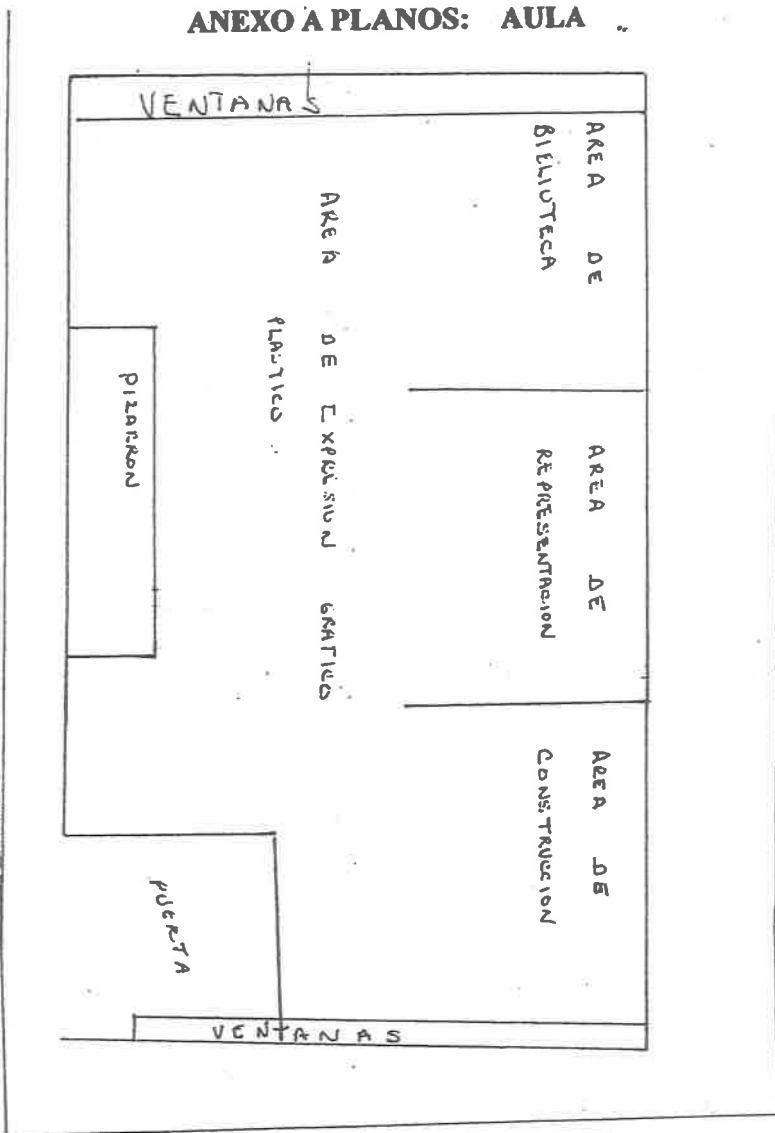 ANEXO A PLANOS: AULA
VENTANAS
AREA DE
BIBLIOTECA
AREA DE EXPRESION GRAFICO
PLASTICO
PIZARRON
AREA DE
REPRESENTACION
AREA DE
CONSTRUCCION
PUERTA
VENTANAS